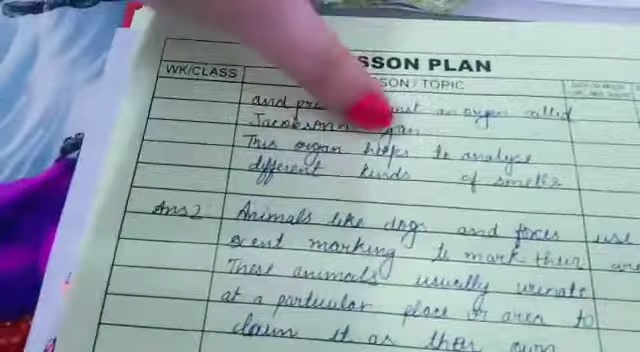 SSON PLAN
WK/CLASS SSON / TOPIC
and pre an organ called
Jacobson
This organ helps to analyse
different kinds of smells
Ans 2 Animals like dogs and foxes use
scent marking to mark their are
These animals usually urinate
at a particular place or area to
claim it as their own